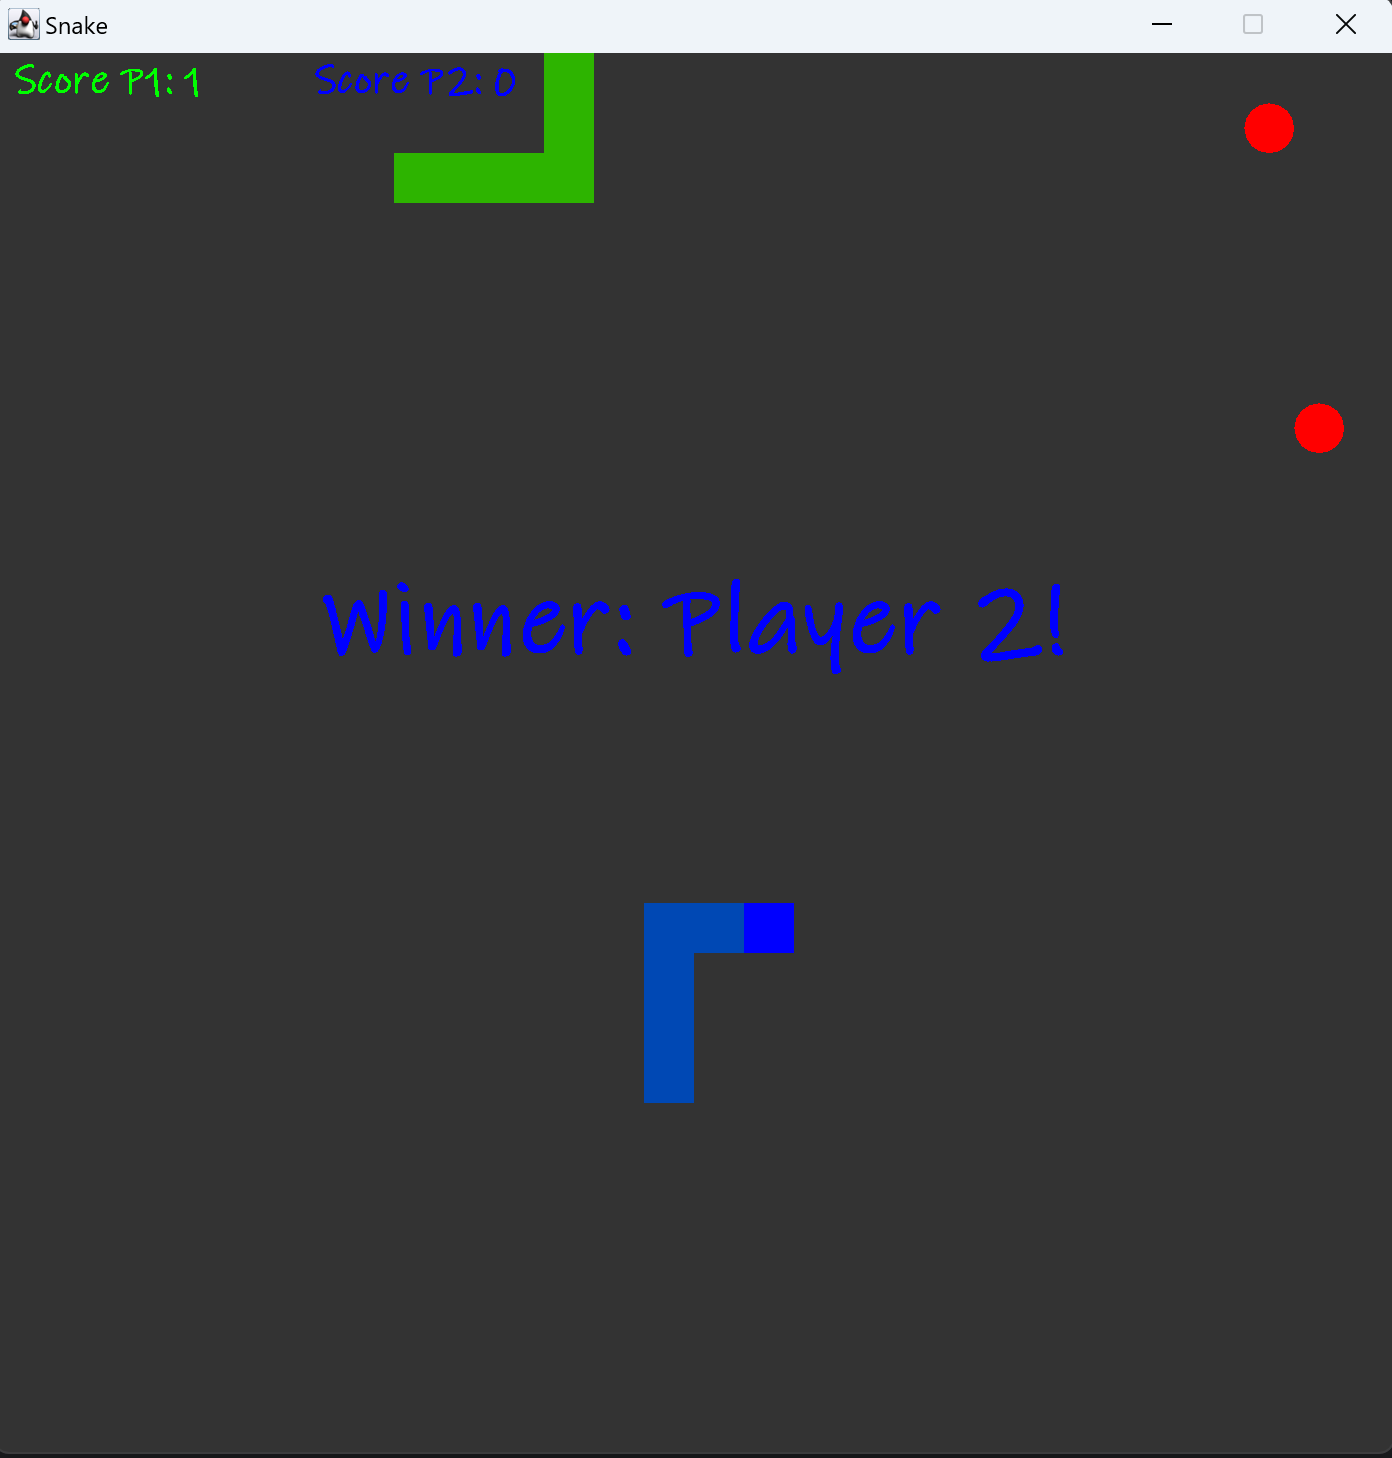 Snake
Score P1: 1 Score P2: 0
Winner: Player 2!